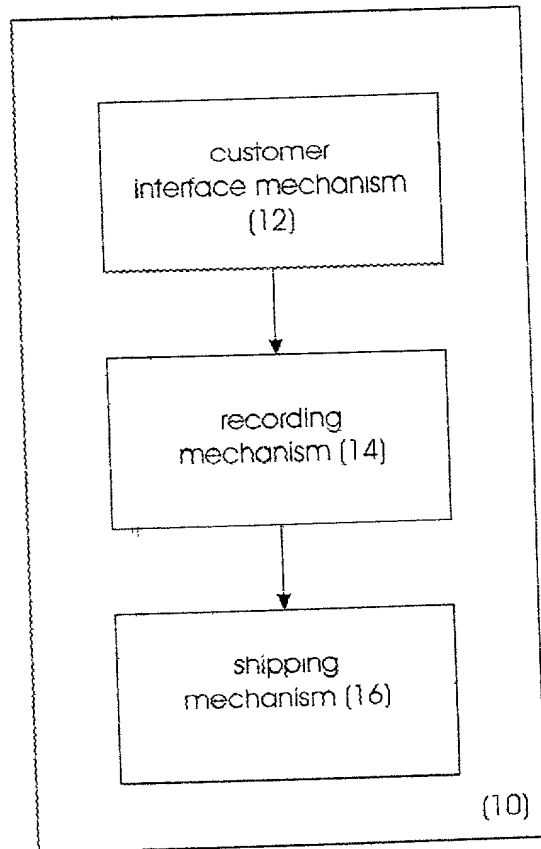 customer
interface mechanism
(12)
recording
mechanism (14)
shipping
mechanism (16)
(10)